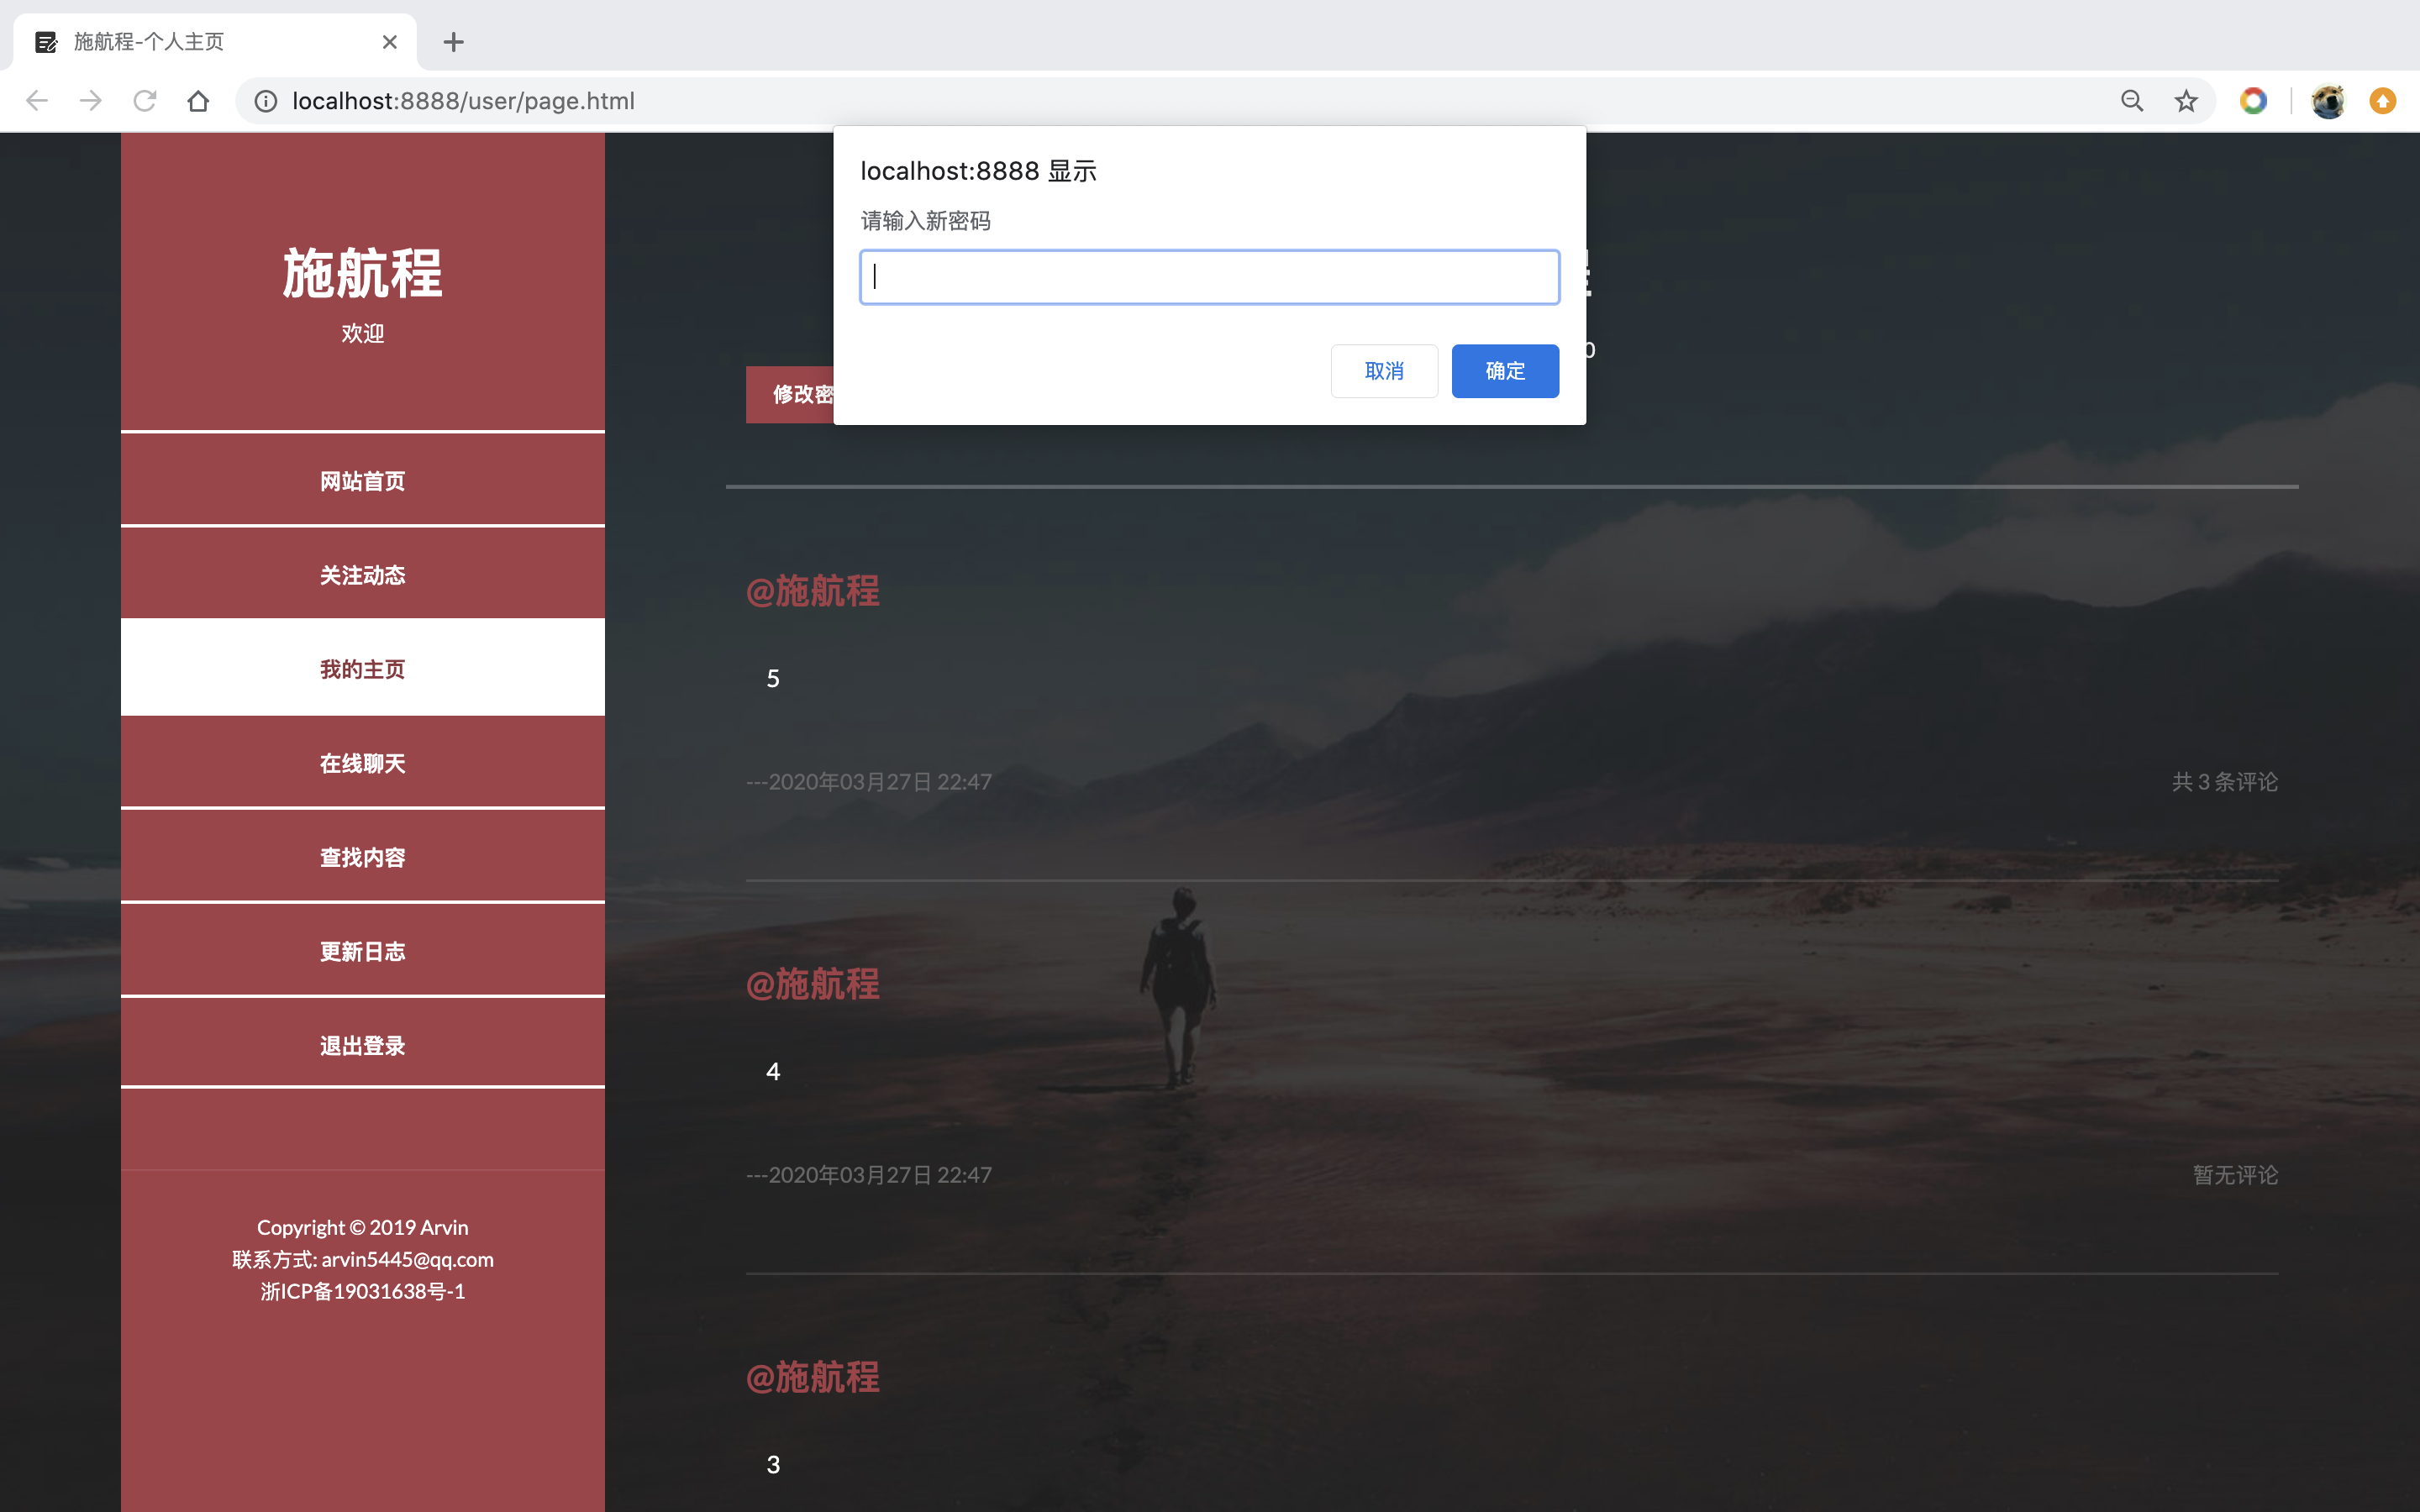 施航程-个人主页
localhost:8888/user/page.html
localhost:8888 显示
请输入新密码
取消
确定
施航程
欢迎
网站首页
关注动态
我的主页
在线聊天
查找内容
更新日志
退出登录
Copyright © 2019 Arvin
联系方式: arvin5445@qq.com
浙ICP备19031638号-1
0
修改密
@施航程
5
---2020年03月27日 22:47
共 3 条评论
@施航程
4
---2020年03月27日 22:47
暂无评论
@施航程
3